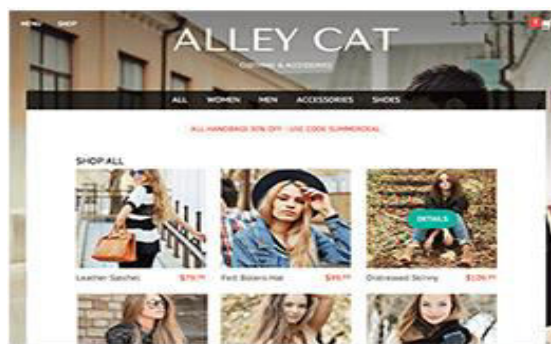 MENU SHOP
ALLEY CAT
CLOTHING & ACCESSORIES
ALL WOMEN MEN ACCESSORIES SHOES
ALL HANDBAGS 30% OFF - USE CODE SUMMERDEAL
SHOP ALL
DETAILS
Leather Satchel Felt Bolero Hat Distressed Skinny